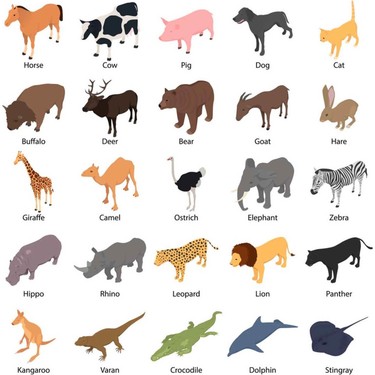 Horse
Cow
Pig
Dog
Cat
Buffalo
Deer
Bear
Goat
Hare
Giraffe
Camel
Ostrich
Elephant
Zebra
Hippo
Rhino
Leopard
Lion
Panther
Kangaroo
Varan
Crocodile
Dolphin
Stingray